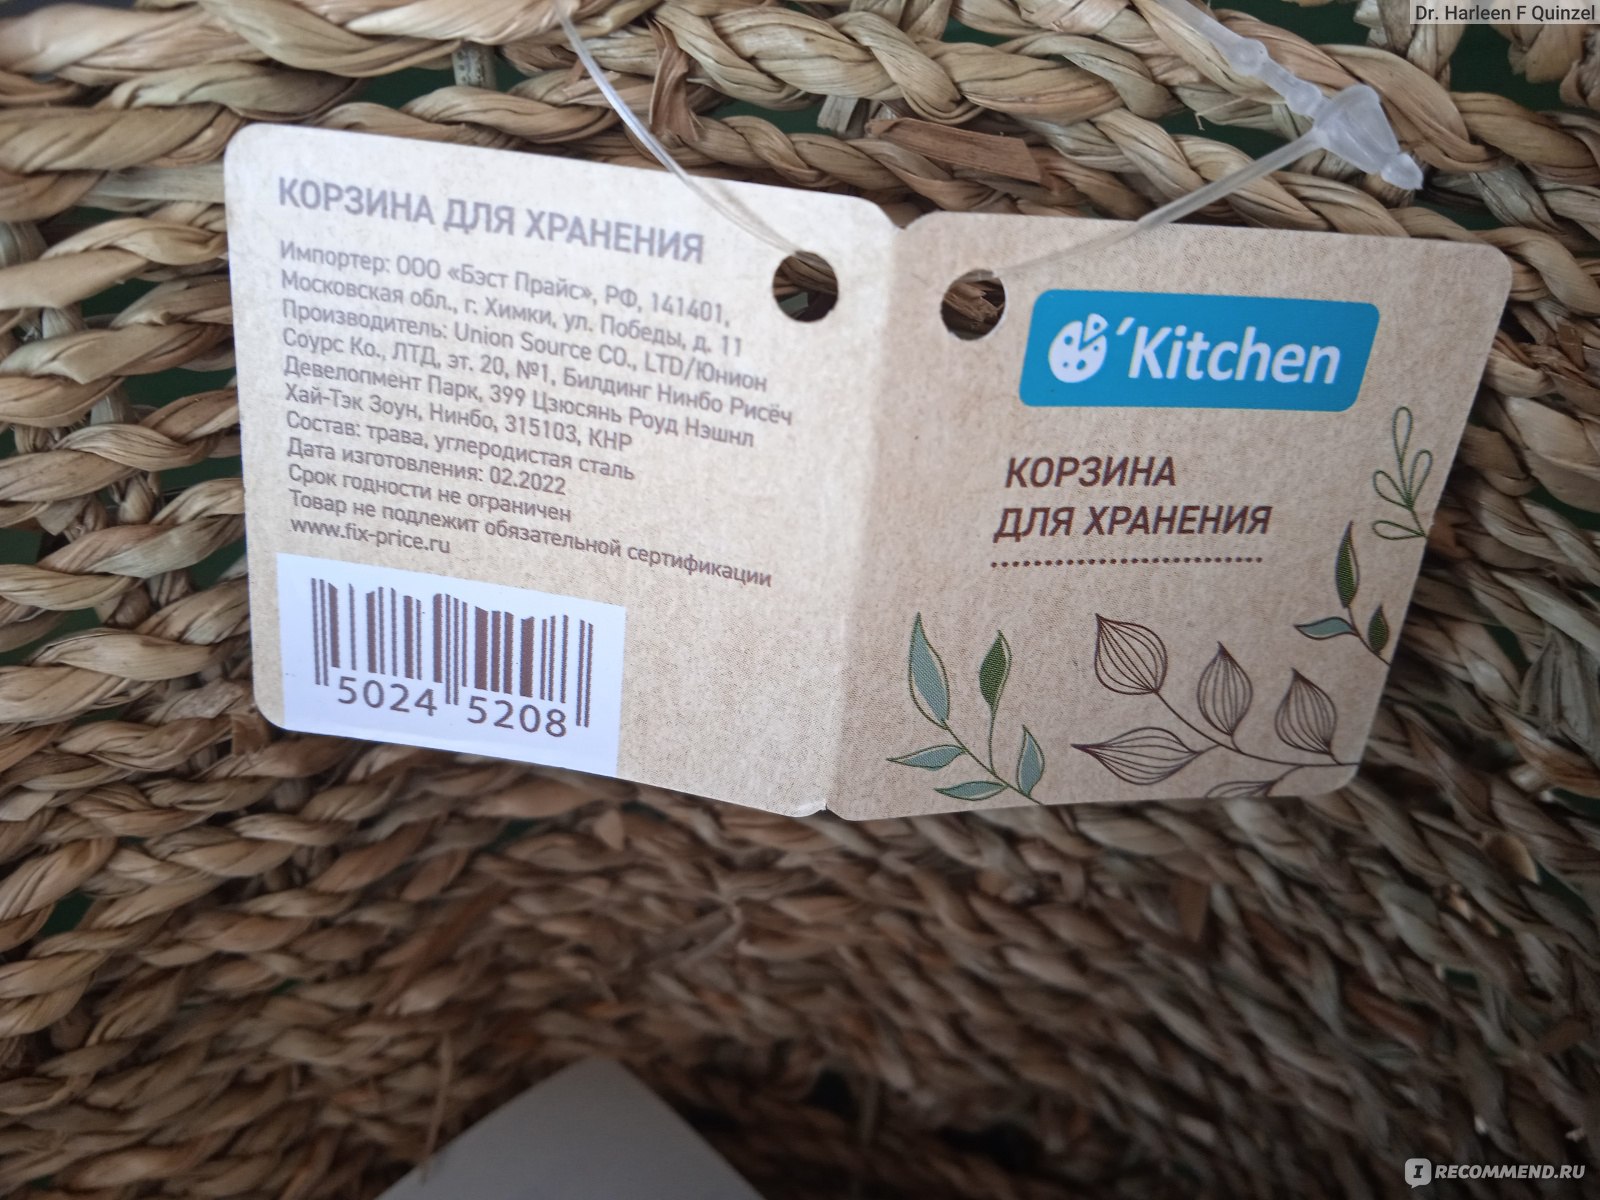 Dr. Harleen F Quinzel
КОРЗИНА ДЛЯ ХРАНЕНИЯ
Импортер: ООО «Бэст Прайс», РФ, 141401,
Московская обл., г. Химки, ул. Победы, д. 11
Производитель: Union Source CO., LTD/Юнион
Соурс Ко., ЛТД, эт. 20, №1, Билдинг Нинбо Рисёч
Девелопмент Парк, 399 Цзюсянь Роуд Нэшнл
Хай-Тэк Зоун, Нинбо, 315103, КНР
Состав: трава, углеродистая сталь
Дата изготовления: 02.2022
Срок годности не ограничен
Товар не подлежит обязательной сертификации
www.fix-price.ru
5024 5208
'Kitchen
КОРЗИНА
ДЛЯ ХРАНЕНИЯ
IRECOMMEND.RU